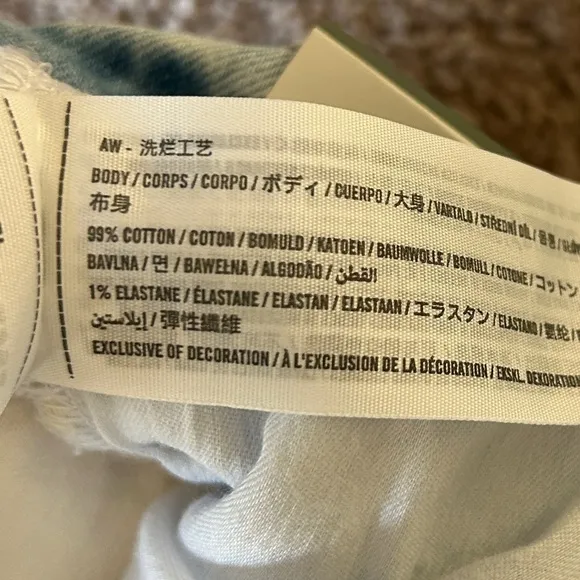 AW - 洗烂工艺
BODY / CORPS / CORPO / ボディ / CUERPO / 大身 / VARTALO / STŘEDNÍ DÍL /
布身
99% COTTON / COTON / BOMULD / KATOEN / BAUMWOLLE / BOMULL / COTONE / コットン
BAVLNA / 면 / BAWEŁNA / ALGODÃO / القطن
1% ELASTANE / ÉLASTANE / ELASTAN / ELASTAAN / エラスタン / ELASTANO / 氨纶 /
إيلاستين / 彈性纖維
EXCLUSIVE OF DECORATION / À L'EXCLUSION DE LA DÉCORATION / EKSKL. DEKORATION